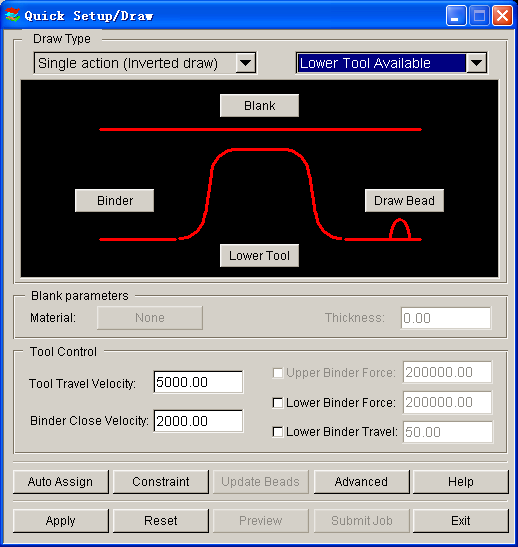 Quick Setup/Draw
Draw Type
Single action (Inverted draw) Lower Tool Available
Blank
Binder Draw Bead
Lower Tool
Blank parameters
Material: None Thickness: 0.00
Tool Control
Tool Travel Velocity: 5000.00 Upper Binder Force: 200000.00
Lower Binder Force: 200000.00
Binder Close Velocity: 2000.00
Lower Binder Travel: 50.00
Auto Assign Constraint Update Beads Advanced Help
Apply Reset Preview Submit Job Exit